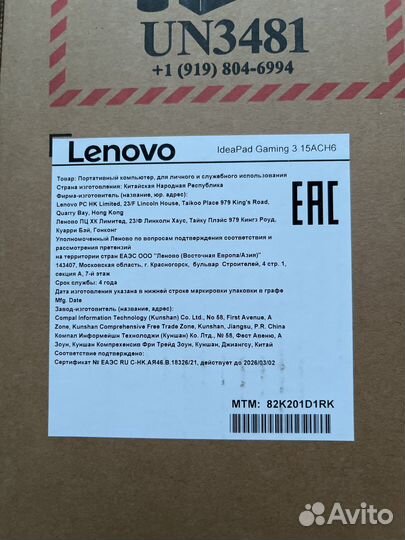 UN3481
+1 (919) 804-6994
Lenovo
IdeaPad Gaming 3 15ACH6
Товар: Портативный компьютер, для личного и служебного использования
Страна изготовления: Китайская Народная Республика
Фирма-изготовитель (название, юр. адрес):
Lenovo PC HK Limited, 23/F Lincoln House, Taikoo Place 979 King's Road,
Quarry Bay, Hong Kong
Леново ПЦ ХК Лимитед, 23/Ф Линколн Хаус, Тайку Плэйс 979 Кингз Роуд,
Куарри Бэй, Гонконг
Уполномоченный Леново по вопросам подтверждения соответствия и
рассмотрения претензий
на территории стран ЕАЭС ООО "Леново (Восточная Европа/Азия)"
143407, Московская область, г. Красногорск, бульвар Строителей, 4 стр. 1,
секция А, 7-й этаж
Срок службы: 4 года
Дата изготовления указана в нижней строке маркировки упаковки в графе
Mfg. Date
Завод-изготовитель (название, адрес):
Compal Information Technology (Kunshan) Co. Ltd., No 58, First Avenue, A
Zone, Kunshan Comprehensive Free Trade Zone, Kunshan, Jiangsu, P.R. China
Компал Информейшн Технолоджи (Куншан) Ко., Лтд., № 58, Фест Авеню, А
Зоун, Куншан Компрехенсив Фри Трейд Зоун, Куншан, Джиангсу, Китай
Соответствие подтверждено:
Сертификат № ЕАЭС RU С-НК.АЯ46.В.18326/21, действует до 2026/03/02
EAC
MTM: 82K201D1RK
Avito